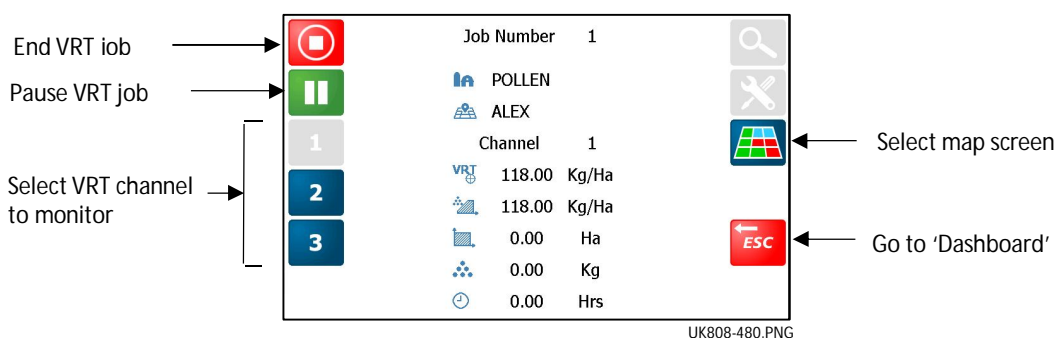 End VRT iob
Pause VRT job
Select VRT channel
to monitor
Job Number 1
POLLEN
ALEX
Channel 1
VRT 118.00 Kg/Ha
118.00 Kg/Ha
0.00 Ha
0.00 Kg
0.00 Hrs
1
2
3
ESC
Select map screen
Go to ‘Dashboard’
UK808-480.PNG